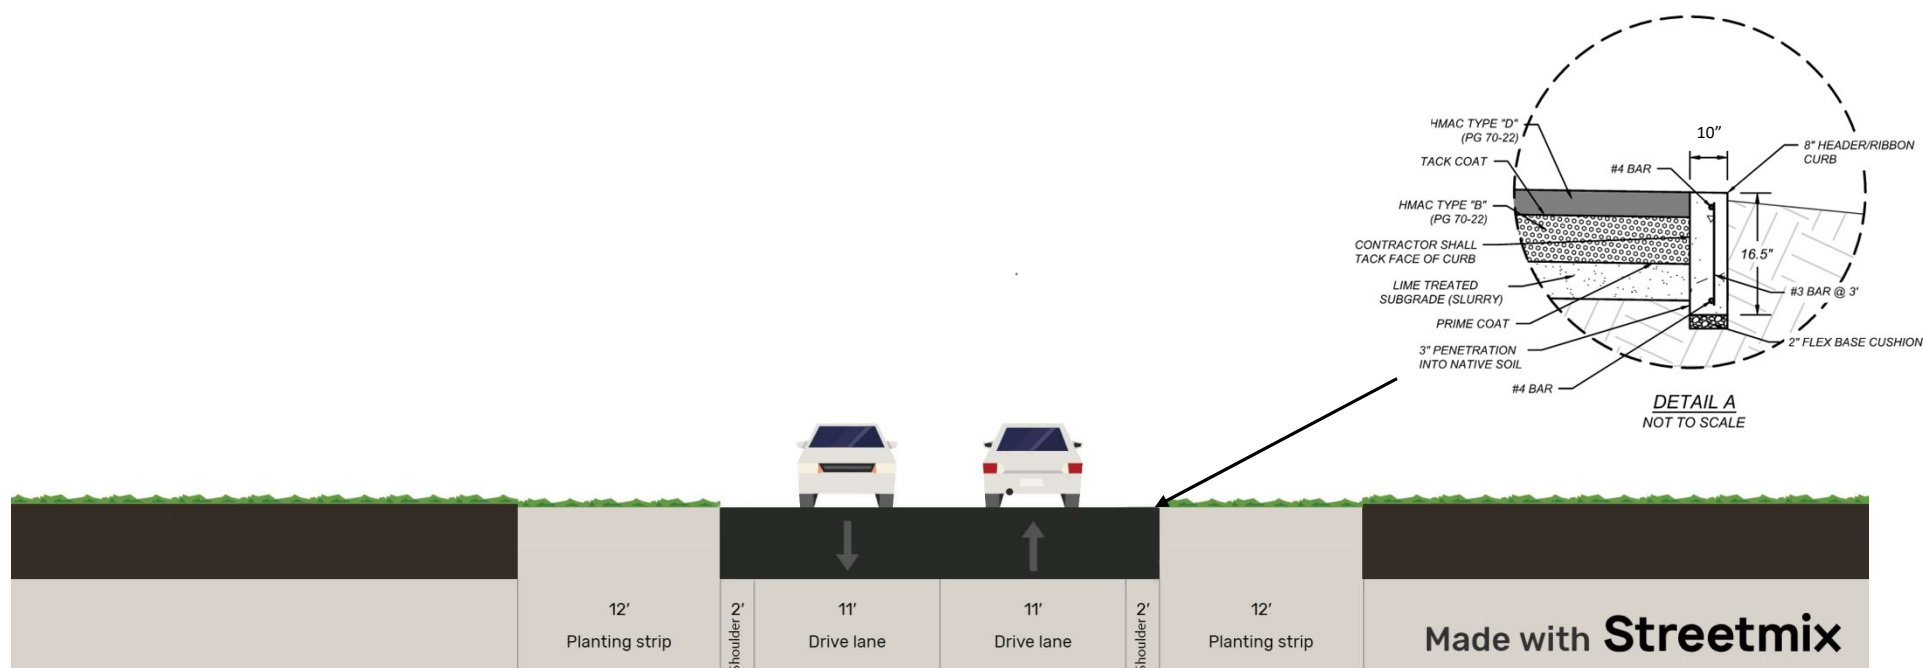 HMAC TYPE "D"
(PG 70-22)
TACK COAT
HMAC TYPE "B"
(PG 70-22)
CONTRACTOR SHALL
TACK FACE OF CURB
LIME TREATED
SUBGRADE (SLURRY)
PRIME COAT
3" PENETRATION
INTO NATIVE SOIL
#4 BAR
10”
#4 BAR
8" HEADER/RIBBON
CURB
16.5"
#3 BAR @ 3'
2" FLEX BASE CUSHION
DETAIL A
NOT TO SCALE
12′
Planting strip
2′
Shoulder
11′
Drive lane
11′
Drive lane
2′
Shoulder
12′
Planting strip
Made with Streetmix